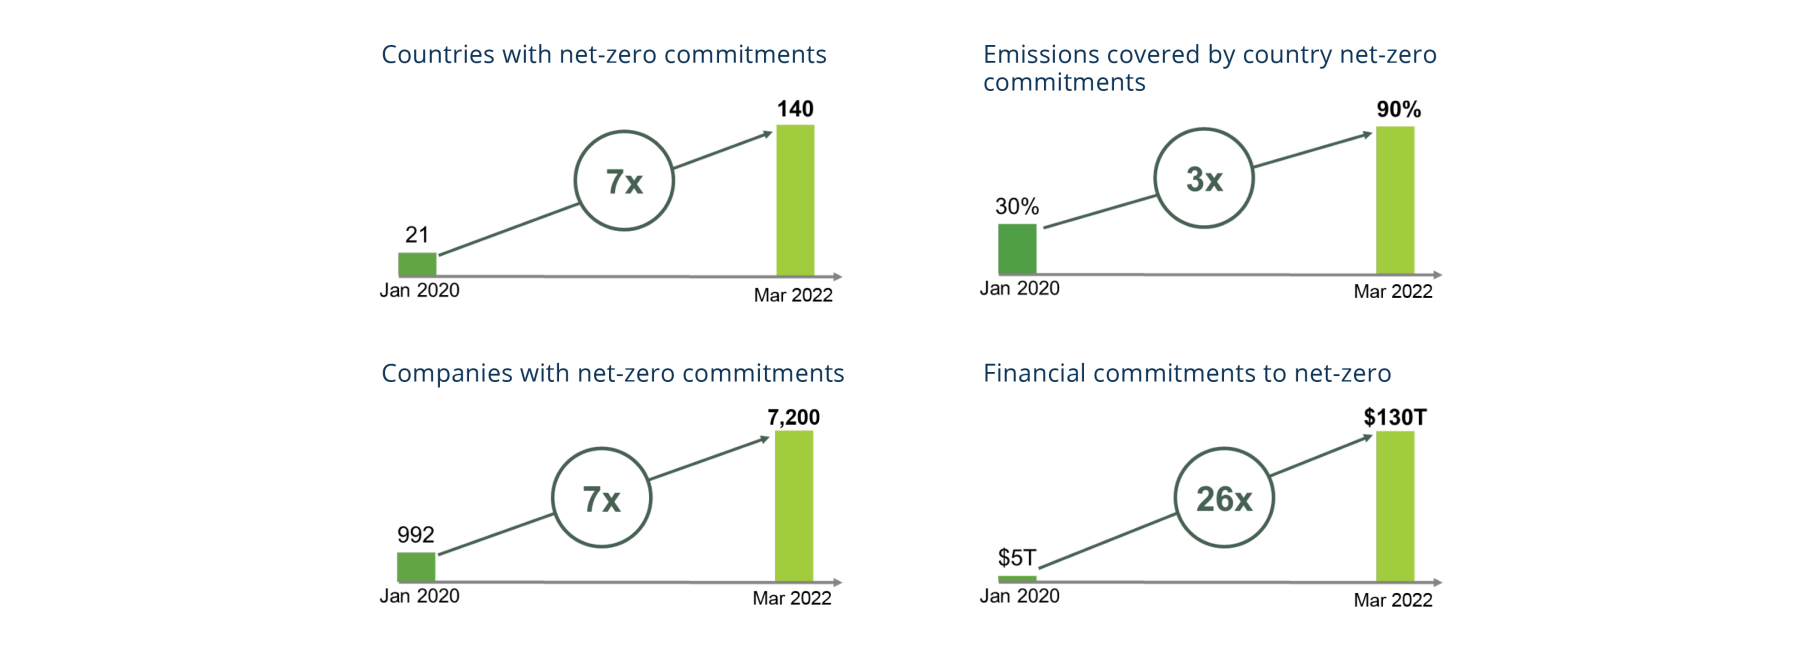 Countries with net-zero commitments
140
7x
21
Jan 2020
Mar 2022
Emissions covered by country net-zero
commitments
90%
3x
30%
Jan 2020
Mar 2022
Companies with net-zero commitments
7,200
7x
992
Jan 2020
Mar 2022
Financial commitments to net-zero
$130T
26x
$5T
Jan 2020
Mar 2022